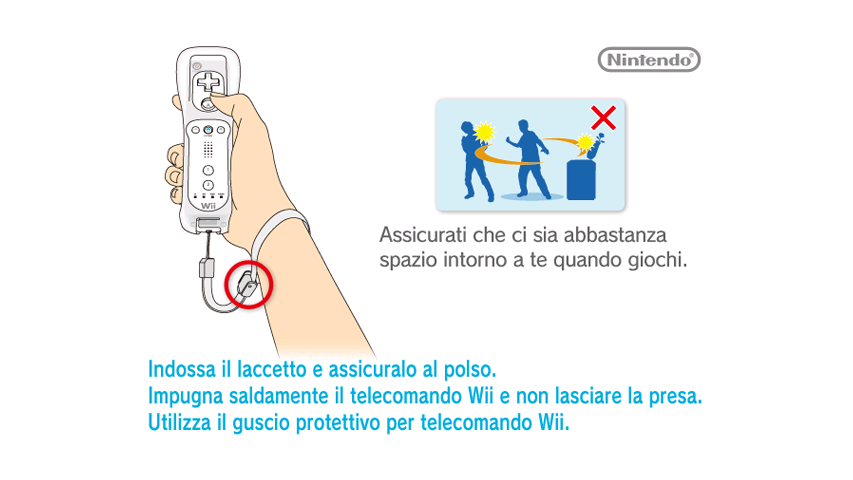 Nintendo®
Wii
Assicurati che ci sia abbastanza
spazio intorno a te quando giochi.
Indossa il laccetto e assicuralo al polso.
Impugna saldamente il telecomando Wii e non lasciare la presa.
Utilizza il guscio protettivo per telecomando Wii.